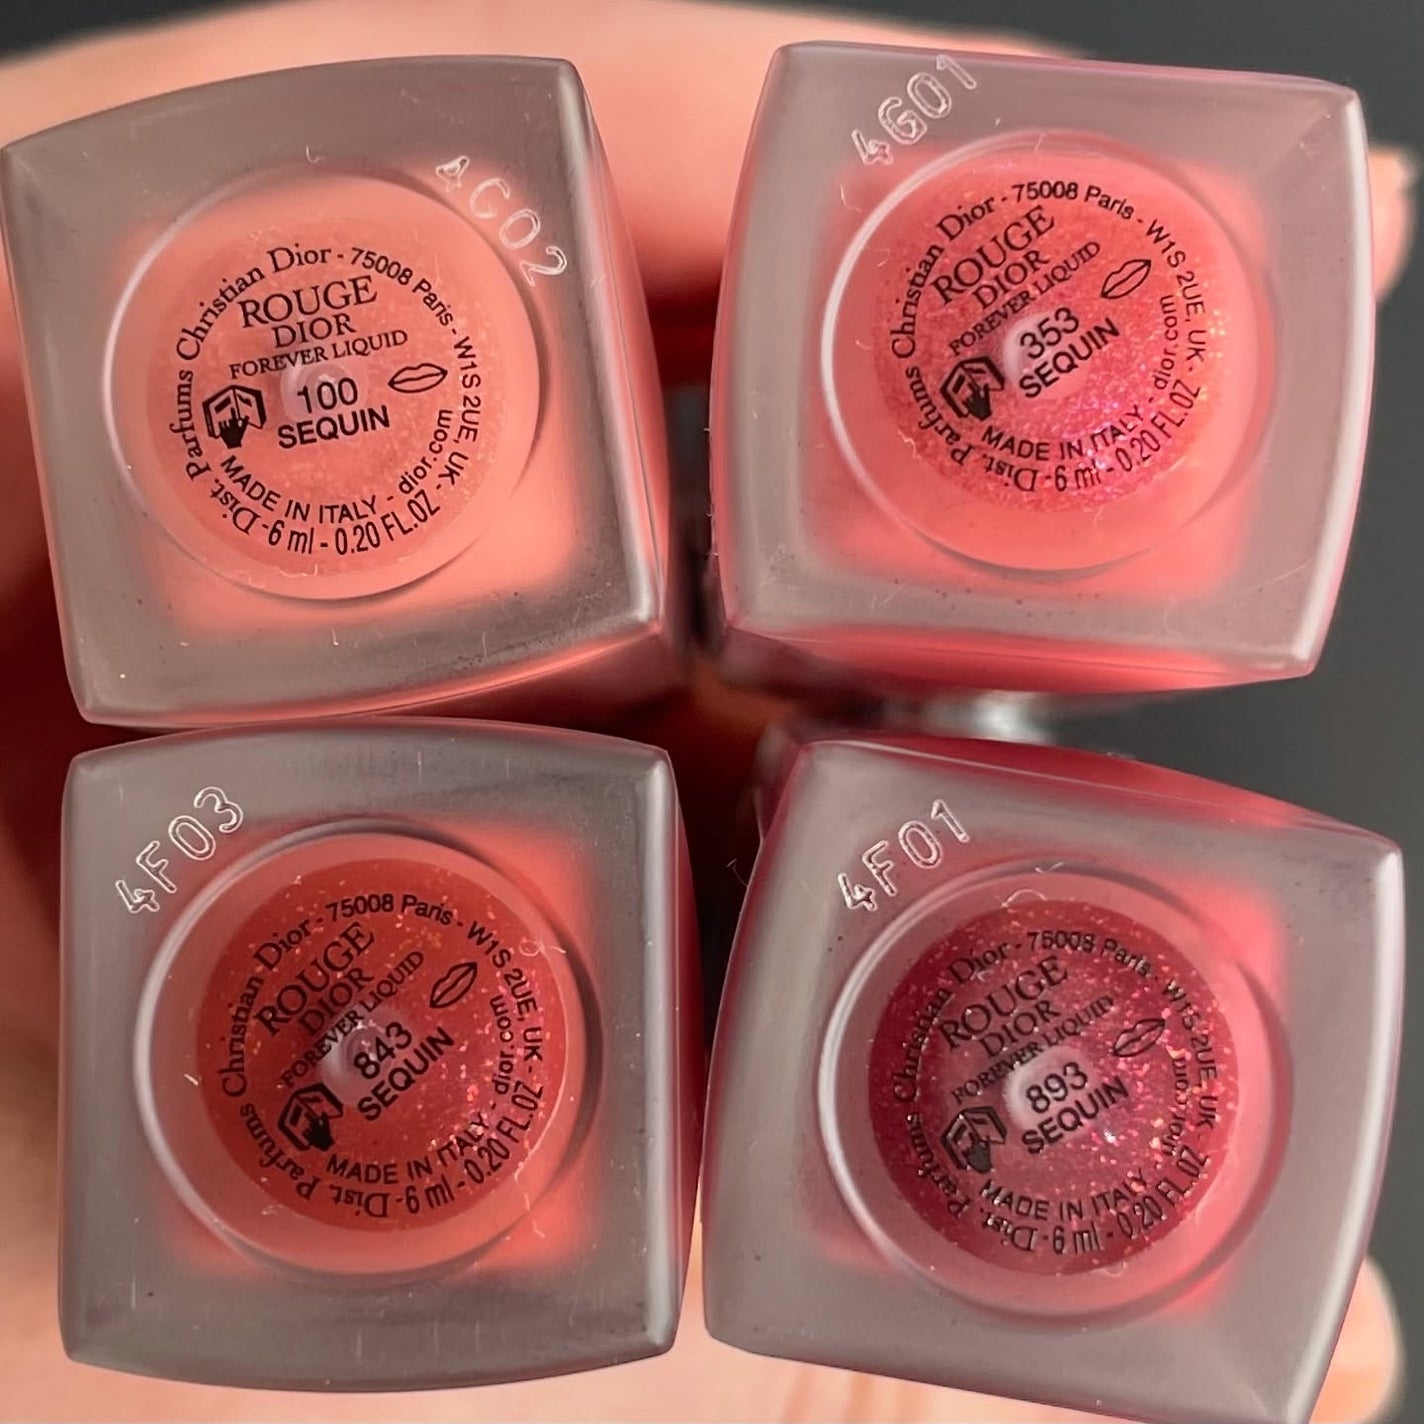 4C02
Dist. Parfums Christian Dior - 75008 Paris - W1S 2UE, UK - 
ROUGE
DIOR
FOREVER LIQUID
100
SEQUIN
MADE IN ITALY - dior.com
6 ml - 0.20 FL.OZ -
4G01
Dist. Parfums Christian Dior - 75008 Paris - W1S 2UE, UK -
ROUGE
DIOR
FOREVER LIQUID
353
SEQUIN
MADE IN ITALY - dior.com
6 ml - 0.20 FL.OZ
4F03
Dist. Parfums Christian Dior - 75008 Paris - W1S 2UE, UK -
ROUGE
DIOR
FOREVER LIQUID
843
SEQUIN
MADE IN ITALY - dior.com
6 ml - 0.20 FL.OZ
4F01
Dist. Parfums Christian Dior - 75008 Paris - W1S 2UE, UK -
ROUGE
DIOR
FOREVER LIQUID
893
SEQUIN
MADE IN ITALY - dior.com
6 ml - 0.20 FL.OZ